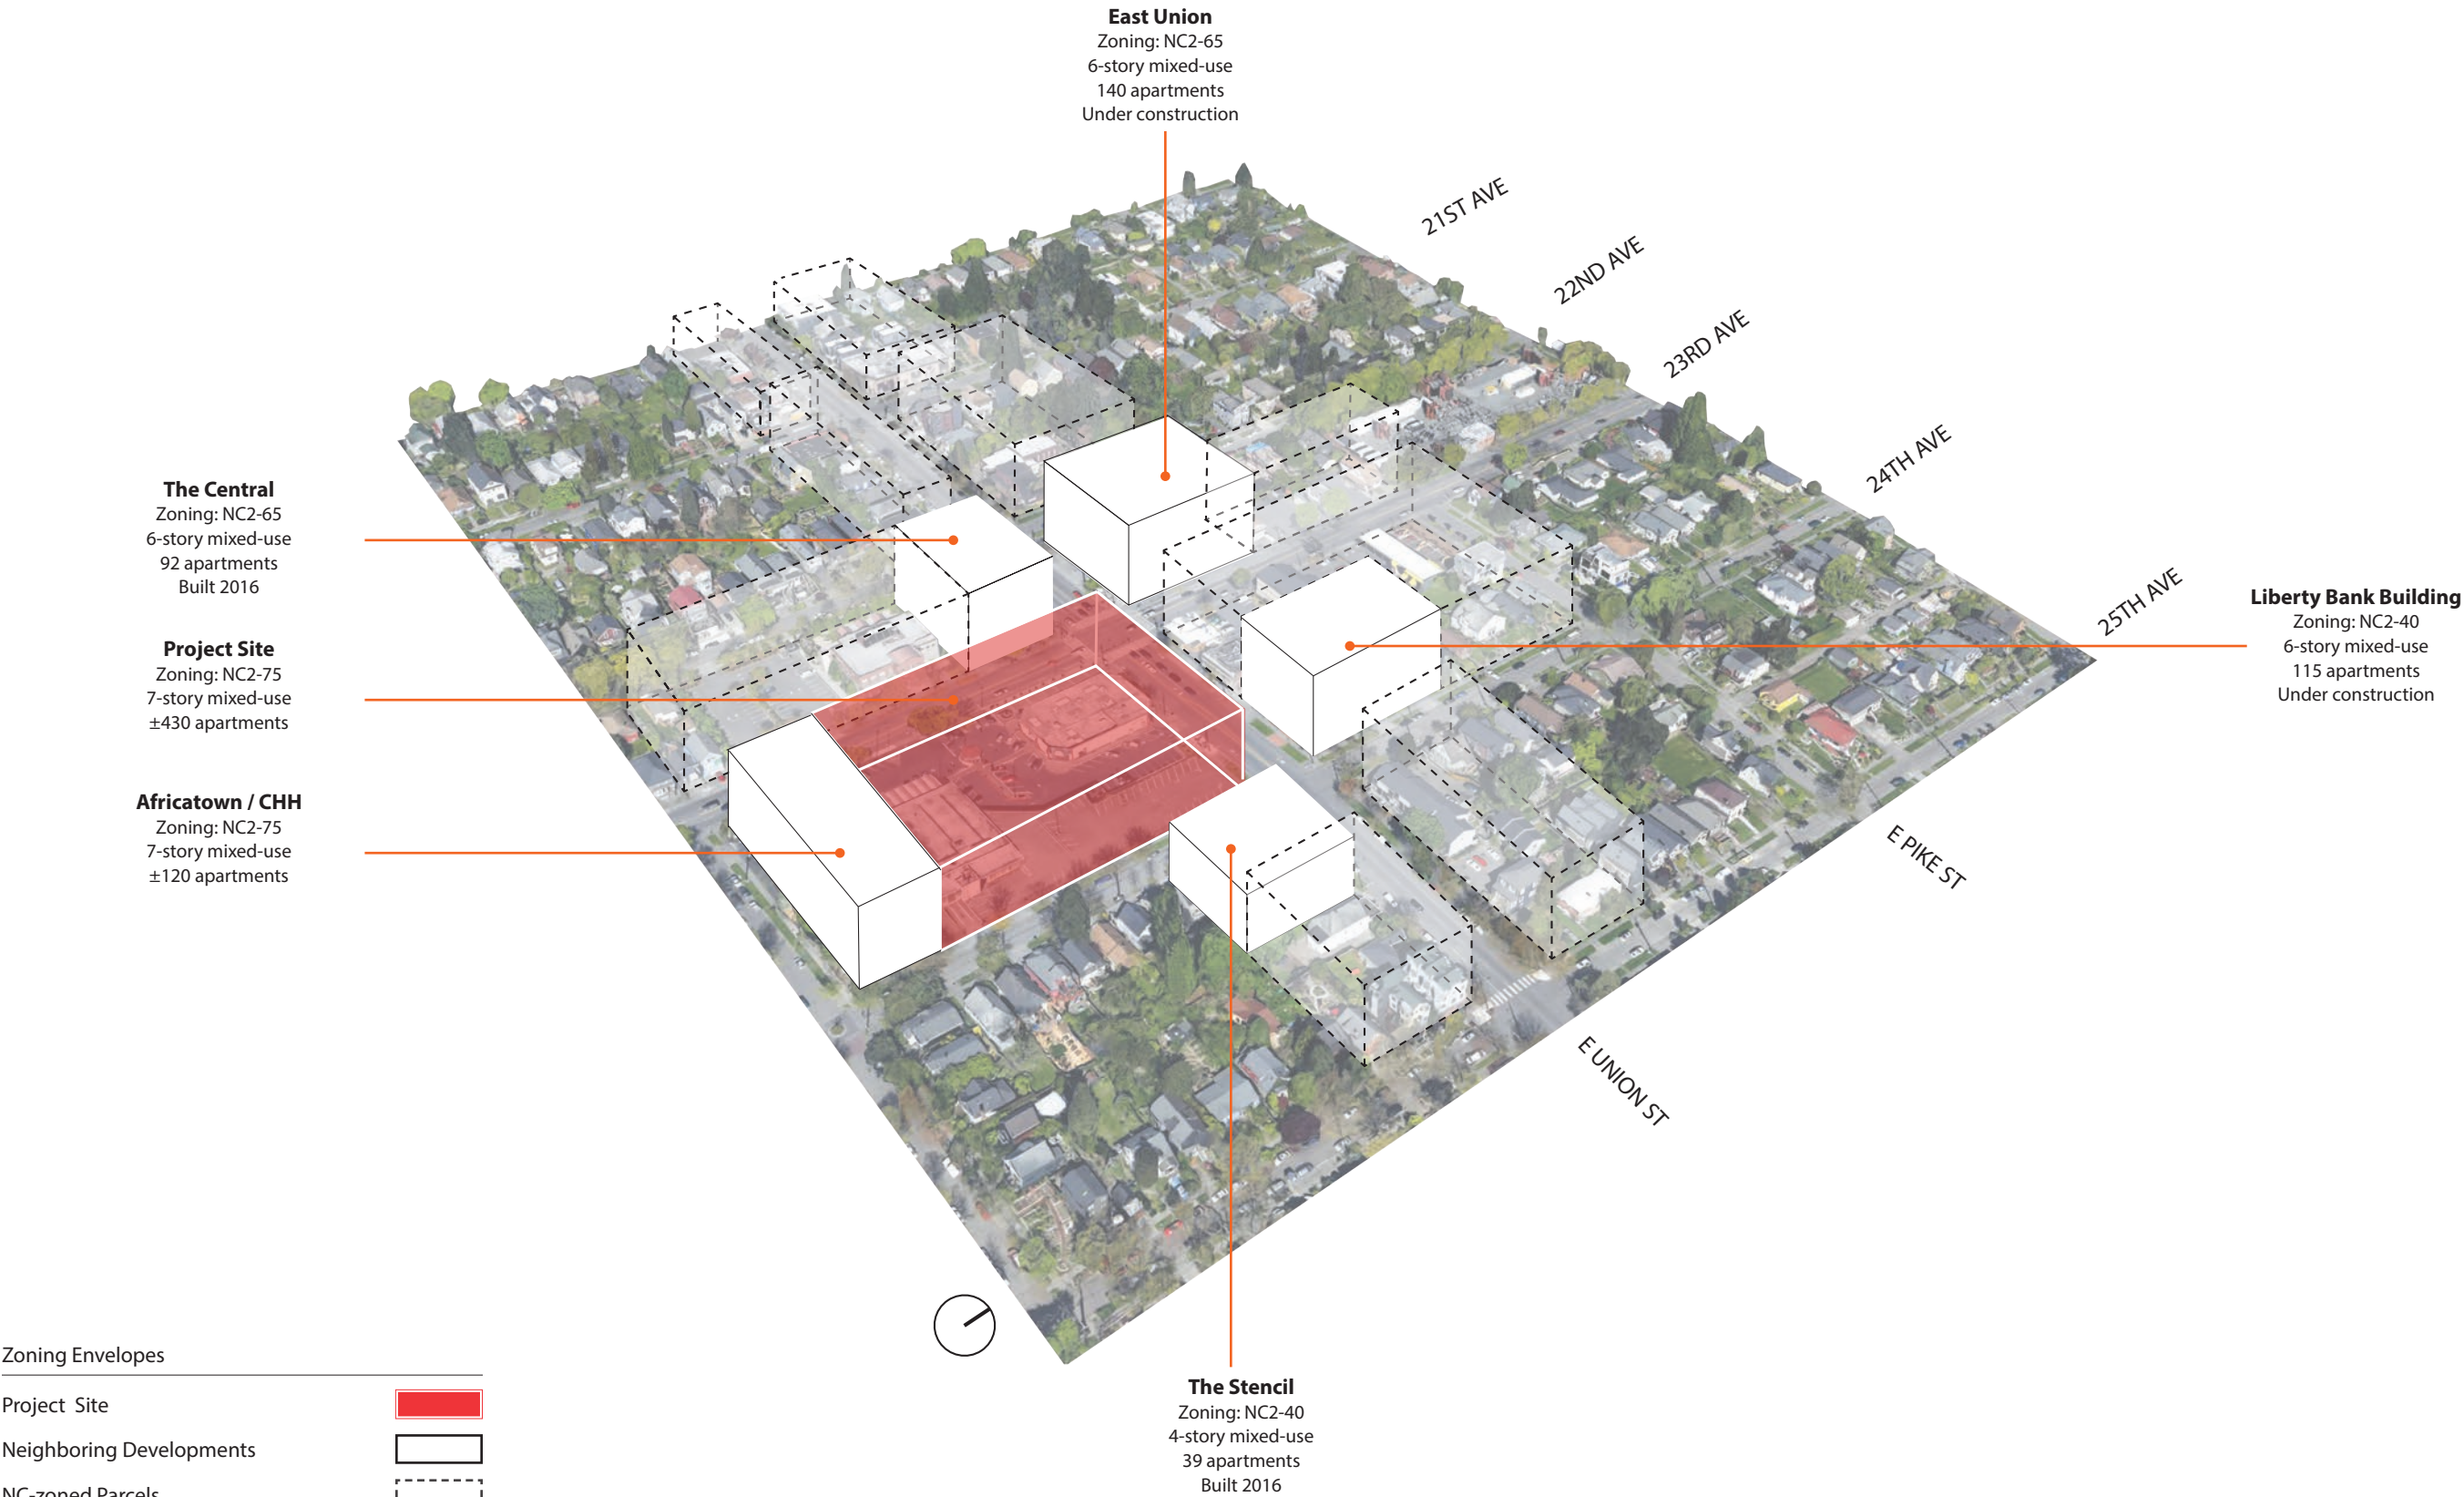 East Union
Zoning: NC2-65
6-story mixed-use
140 apartments
Under construction
21ST AVE
22ND AVE
23RD AVE
24TH AVE
25TH AVE
The Central
Zoning: NC2-65
6-story mixed-use
92 apartments
Built 2016
Project Site
Zoning: NC2-75
7-story mixed-use
±430 apartments
Africatown / CHH
Zoning: NC2-75
7-story mixed-use
±120 apartments
Liberty Bank Building
Zoning: NC2-40
6-story mixed-use
115 apartments
Under construction
E PIKE ST
E UNION ST
The Stencil
Zoning: NC2-40
4-story mixed-use
39 apartments
Built 2016
Zoning Envelopes
Project Site
Neighboring Developments
NC-zoned Parcels